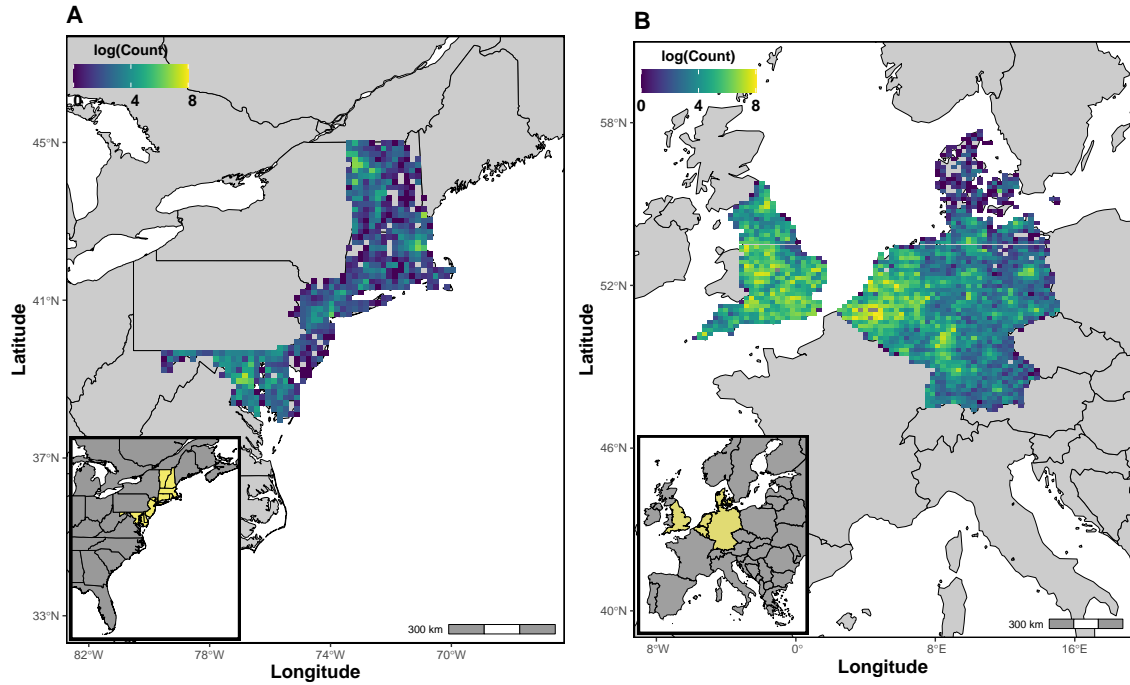 A
log(Count)
0 4 8
45°N
41°N
37°N
33°N
Latitude
82°W 78°W 74°W 70°W
Longitude
300 km
B
log(Count)
0 4 8
58°N
52°N
46°N
40°N
Latitude
8°W 0° 8°E 16°E
Longitude
300 km